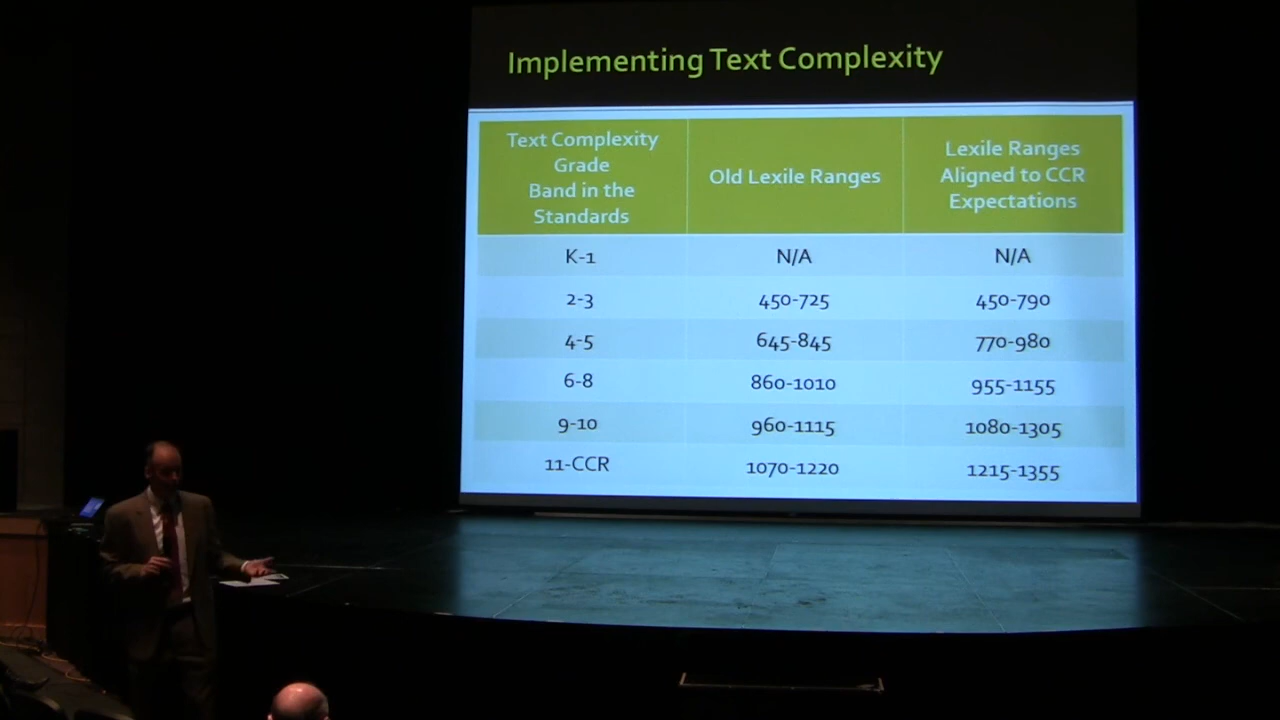 Implementing Text Complexity
Text Complexity
Grade
Band in the
Standards
Old Lexile Ranges
Lexile Ranges
Aligned to CCR
Expectations
K-1
N/A
N/A
2-3
450-725
450-790
4-5
645-845
770-980
6-8
860-1010
955-1155
9-10
960-1115
1080-1305
11-CCR
1070-1220
1215-1355